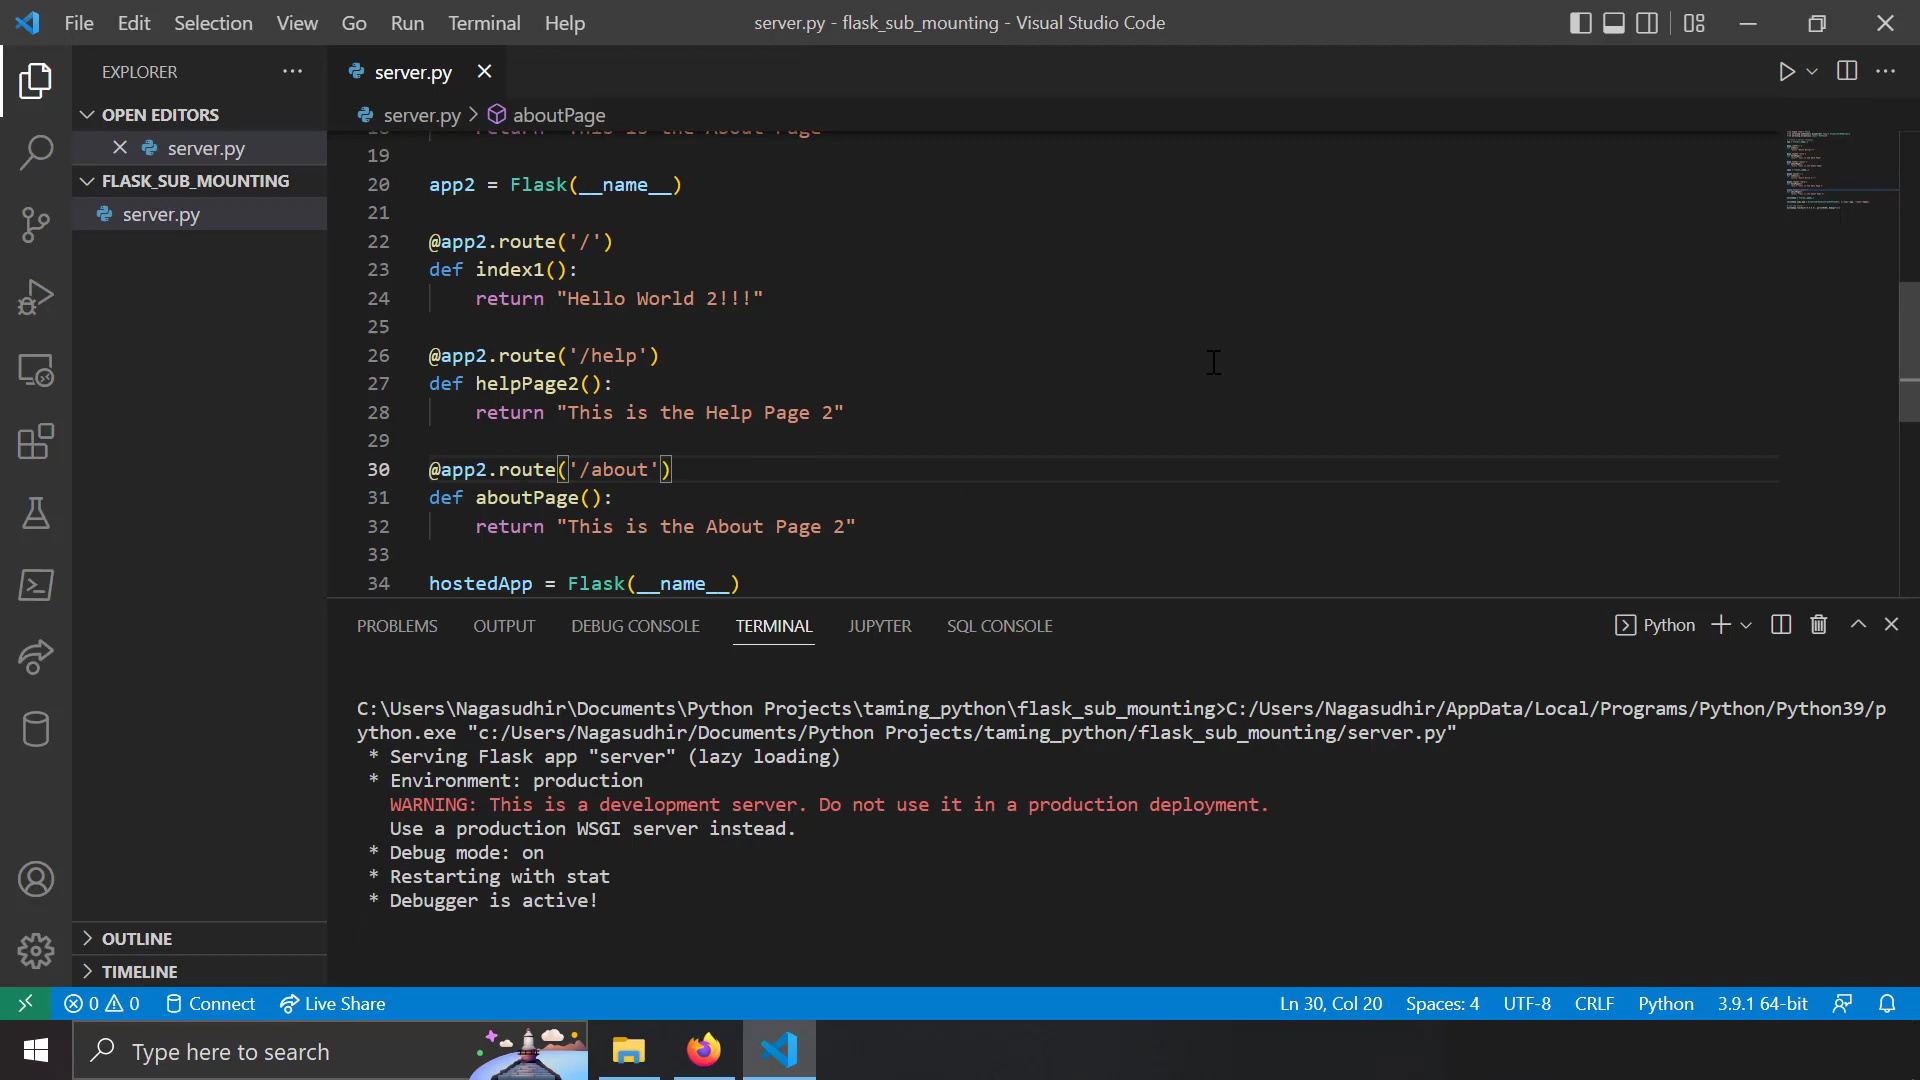 File Edit Selection View Go Run Terminal Help
server.py - flask_sub_mounting - Visual Studio Code
EXPLORER
OPEN EDITORS
server.py
FLASK_SUB_MOUNTING
server.py
OUTLINE
TIMELINE
server.py
server.py > aboutPage
18 return "This is the About Page"
19
20 app2 = Flask(__name__)
21
22 @app2.route('/')
23 def index1():
24 return "Hello World 2!!!"
25
26 @app2.route('/help')
27 def helpPage2():
28 return "This is the Help Page 2"
29
30 @app2.route('/about')
31 def aboutPage():
32 return "This is the About Page 2"
33
34 hostedApp = Flask(__name__)
PROBLEMS OUTPUT DEBUG CONSOLE TERMINAL JUPYTER SQL CONSOLE
Python
C:\Users\Nagasudhir\Documents\Python Projects\taming_python\flask_sub_mounting>C:/Users/Nagasudhir/AppData/Local/Programs/Python/Python39/p
ython.exe "c:/Users/Nagasudhir/Documents/Python Projects/taming_python/flask_sub_mounting/server.py"
* Serving Flask app "server" (lazy loading)
* Environment: production
WARNING: This is a development server. Do not use it in a production deployment.
Use a production WSGI server instead.
* Debug mode: on
* Restarting with stat
* Debugger is active!
0 0 Connect Live Share
Ln 30, Col 20 Spaces: 4 UTF-8 CRLF Python 3.9.1 64-bit
Type here to search